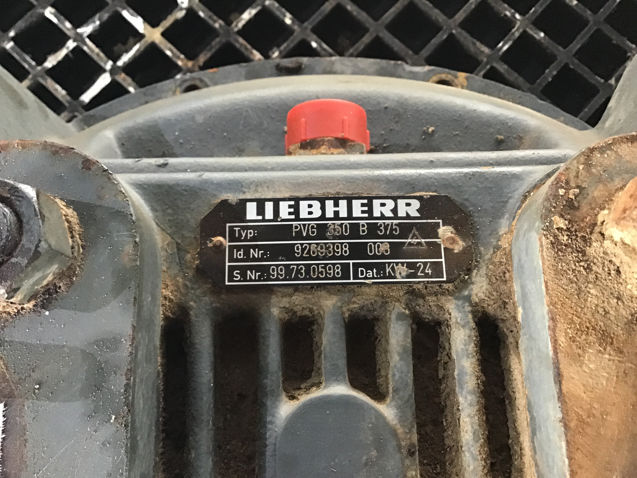 LIEBHERR
Typ: PVG 350 B 375
Id. Nr.: 9269398 003
S. Nr.: 99.73.0598 Dat.: KW-24